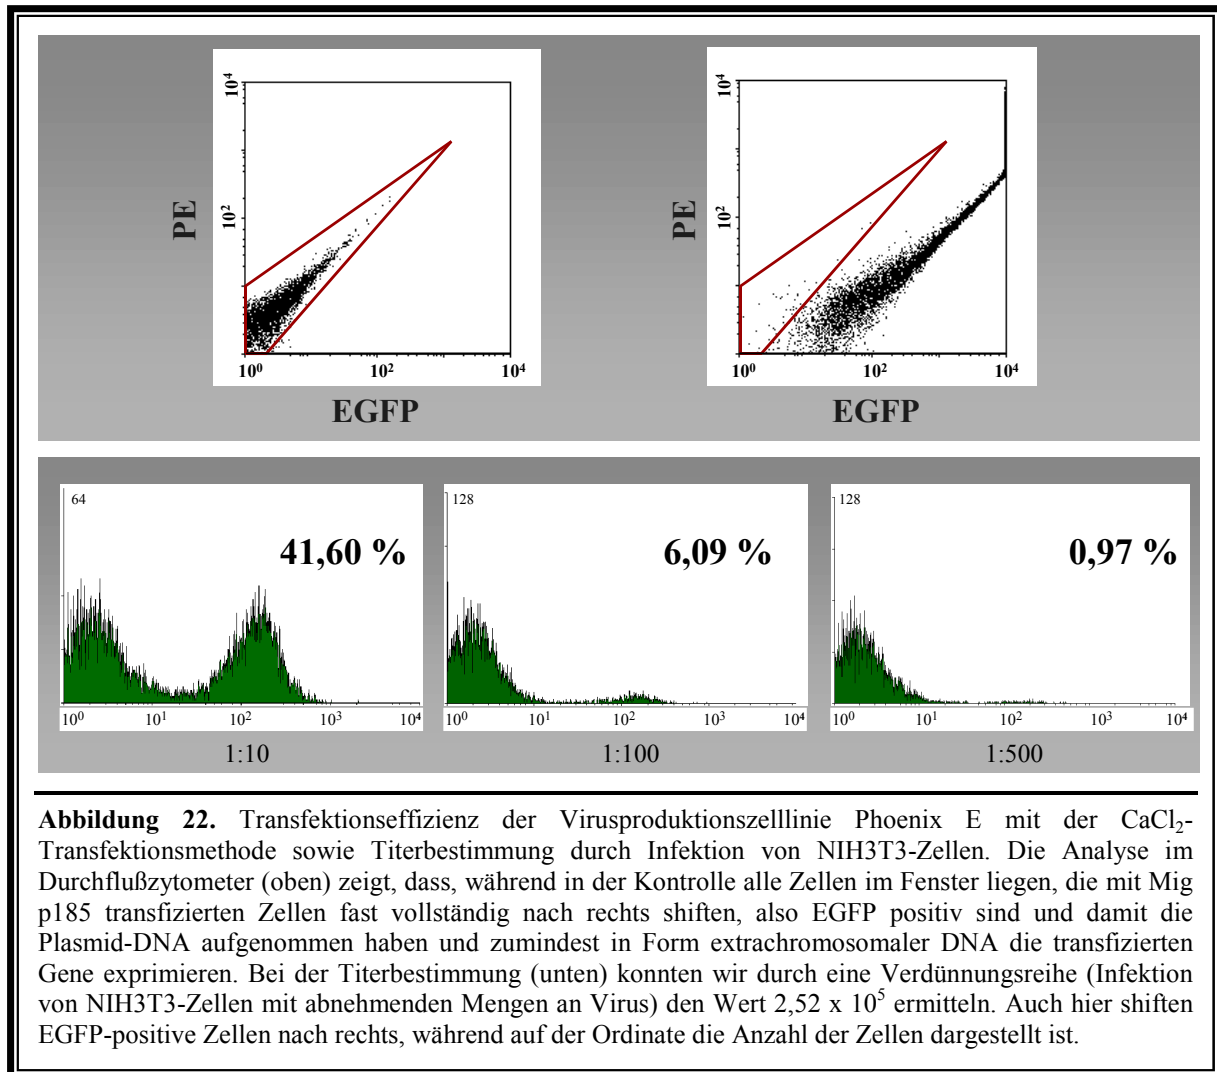 10⁴
10²
PE
10⁰ 10² 10⁴
EGFP
10⁴
10²
PE
10⁰ 10² 10⁴
EGFP
64
41,60 %
10⁰ 10¹ 10² 10³ 10⁴
1:10
128
6,09 %
10⁰ 10¹ 10² 10³ 10⁴
1:100
128
0,97 %
10⁰ 10¹ 10² 10³ 10⁴
1:500
Abbildung 22. Transfektionseffizienz der Virusproduktionszelllinie Phoenix E mit der CaCl₂-
Transfektionsmethode sowie Titerbestimmung durch Infektion von NIH3T3-Zellen. Die Analyse im
Durchflußzytometer (oben) zeigt, dass, während in der Kontrolle alle Zellen im Fenster liegen, die mit Mig
p185 transfizierten Zellen fast vollständig nach rechts shiften, also EGFP positiv sind und damit die
Plasmid-DNA aufgenommen haben und zumindest in Form extrachromosomaler DNA die transfizierten
Gene exprimieren. Bei der Titerbestimmung (unten) konnten wir durch eine Verdünnungsreihe (Infektion
von NIH3T3-Zellen mit abnehmenden Mengen an Virus) den Wert 2,52 x 10⁵ ermitteln. Auch hier shiften
EGFP-positive Zellen nach rechts, während auf der Ordinate die Anzahl der Zellen dargestellt ist.